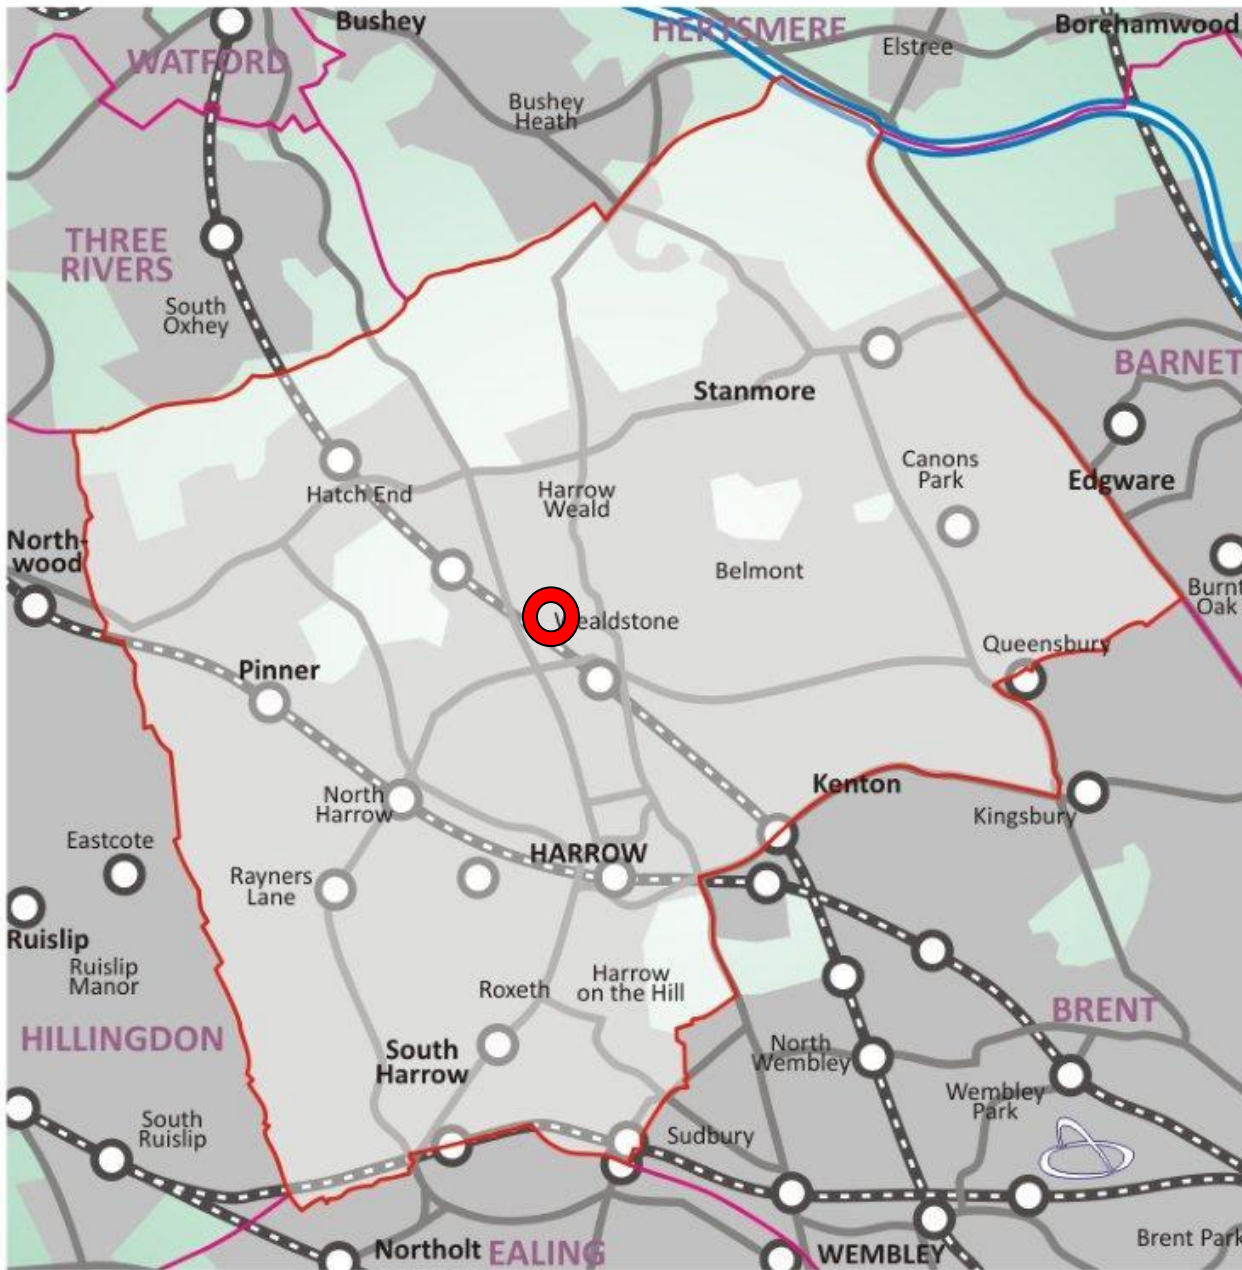 Bushey
HERTSMERE
Borehamwood
WATFORD
Elstree
Bushey
Heath
THREE
RIVERS
South
Oxhey
BARNET
Stanmore
Canons
Park
Edgware
Hatch End
Harrow
Weald
North-
wood
Belmont
Burnt
Oak
Wealdstone
Queensbury
Pinner
Kenton
North
Harrow
Kingsbury
Eastcote
HARROW
Rayners
Lane
Ruislip
Ruislip
Manor
Roxeth
Harrow
on the Hill
BRENT
HILLINGDON
South
Harrow
North
Wembley
Wembley
Park
South
Ruislip
Sudbury
Northolt
EALING
WEMBLEY
Brent Park